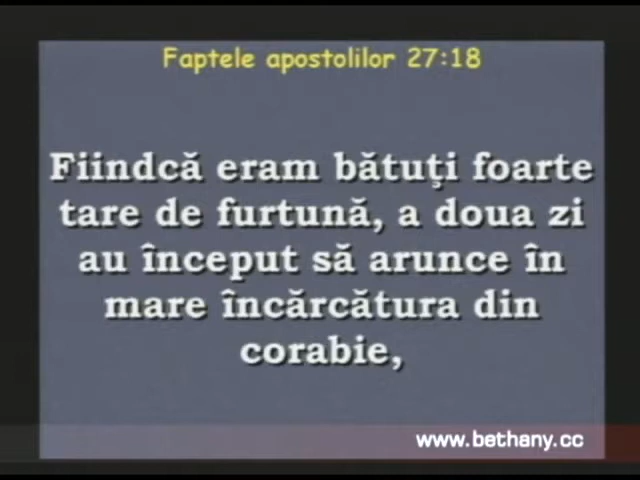 Faptele apostolilor 27:18
Fiindcă eram bătuţi foarte
tare de furtună, a doua zi
au început să arunce în
mare încărcătura din
corabie,
www.bethany.cc